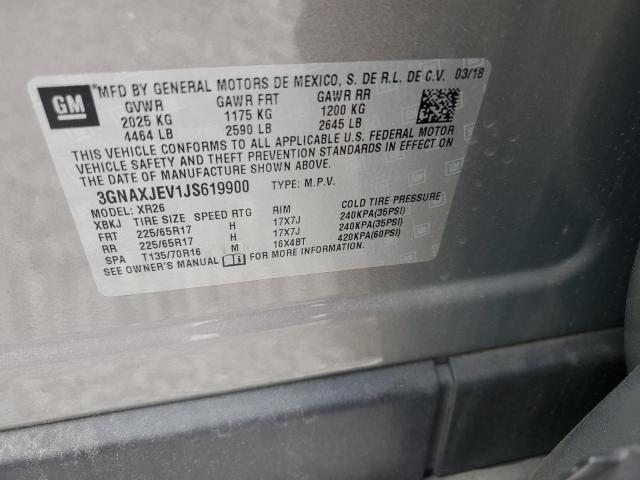 GM
*MFD BY GENERAL MOTORS DE MEXICO, S. DE R.L. DE C.V. 03/18
GVWR GAWR FRT GAWR RR
2025 KG 1175 KG 1200 KG
4464 LB 2590 LB 2645 LB
THIS VEHICLE CONFORMS TO ALL APPLICABLE U.S. FEDERAL MOTOR
VEHICLE SAFETY AND THEFT PREVENTION STANDARDS IN EFFECT ON
THE DATE OF MANUFACTURE SHOWN ABOVE.
3GNAXJEV1JS619900 TYPE: M.P.V.
MODEL: XR26
XBKJ TIRE SIZE SPEED RTG RIM COLD TIRE PRESSURE
FRT 225/65R17 H 17X7J 240KPA(35PSI)
RR 225/65R17 H 17X7J 240KPA(35PSI)
SPA T135/70R16 M 16X4BT 420KPA(60PSI)
SEE OWNER'S MANUAL FOR MORE INFORMATION